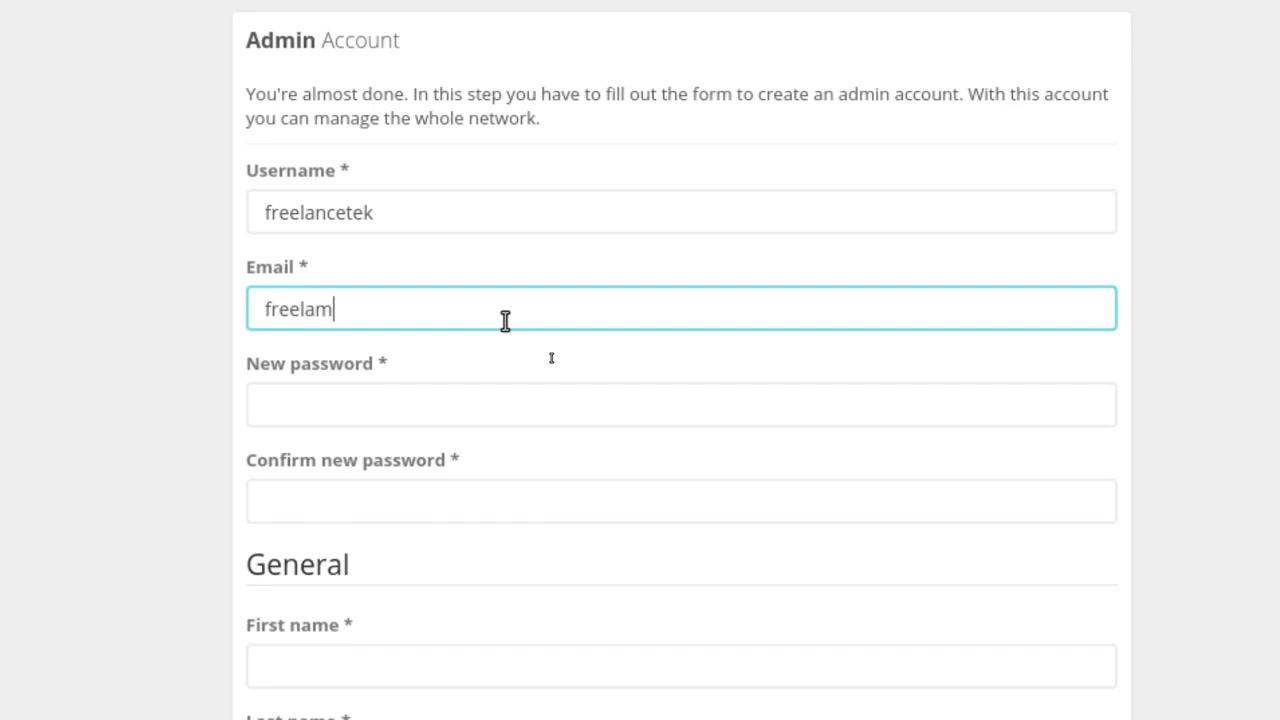 Admin Account
You're almost done. In this step you have to fill out the form to create an admin account. With this account
you can manage the whole network.
Username *
freelancetek
Email *
freelam
New password *
Confirm new password *
General
First name *
Last name *